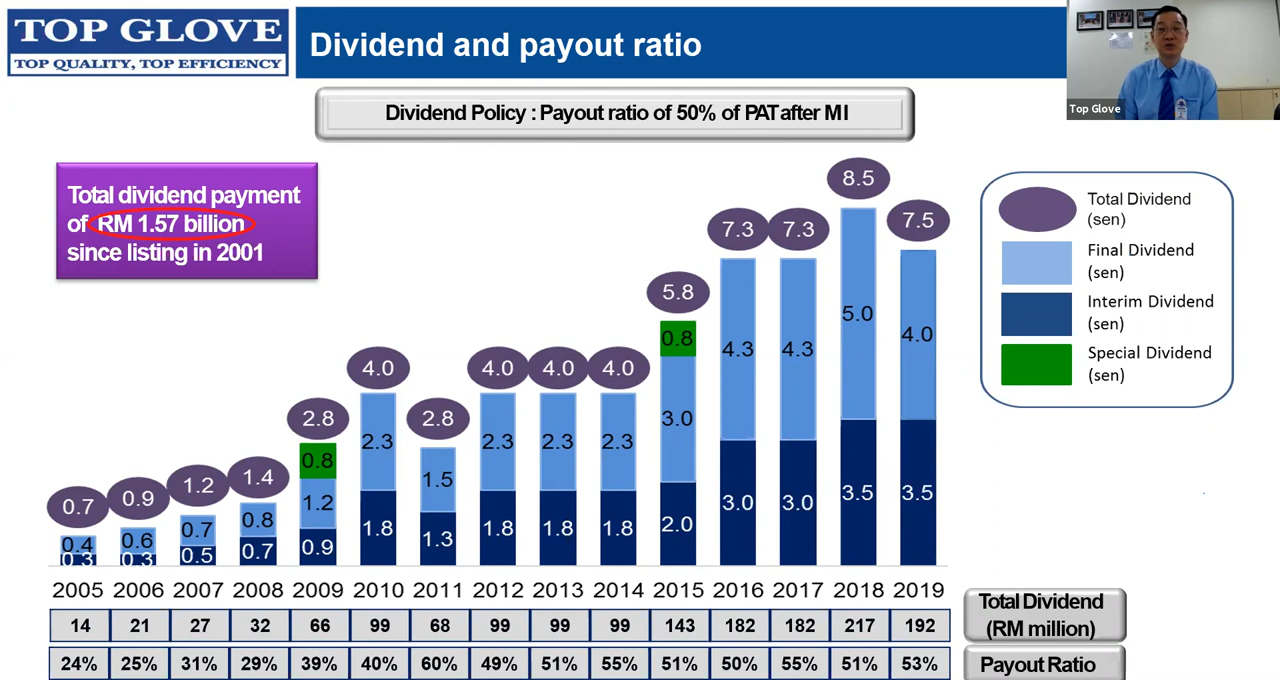 TOP GLOVE
TOP QUALITY, TOP EFFICIENCY
Dividend and payout ratio
Top Glove
Dividend Policy : Payout ratio of 50% of PAT after MI
Total dividend payment
of RM 1.57 billion
since listing in 2001
Total Dividend
(sen)
Final Dividend
(sen)
Interim Dividend
(sen)
Special Dividend
(sen)
0.7 0.9 1.2 1.4 2.8 4.0 2.8 4.0 4.0 4.0 5.8 7.3 7.3 8.5 7.5
0.8 0.8
0.4 0.6 0.7 0.8 1.2 2.3 1.5 2.3 2.3 2.3 3.0 4.3 4.3 5.0 4.0
0.3 0.3 0.5 0.7 0.9 1.8 1.3 1.8 1.8 1.8 2.0 3.0 3.0 3.5 3.5
2005 2006 2007 2008 2009 2010 2011 2012 2013 2014 2015 2016 2017 2018 2019
14 21 27 32 66 99 68 99 99 99 143 182 182 217 192
Total Dividend
(RM million)
24% 25% 31% 29% 39% 40% 60% 49% 51% 55% 51% 50% 55% 51% 53%
Payout Ratio